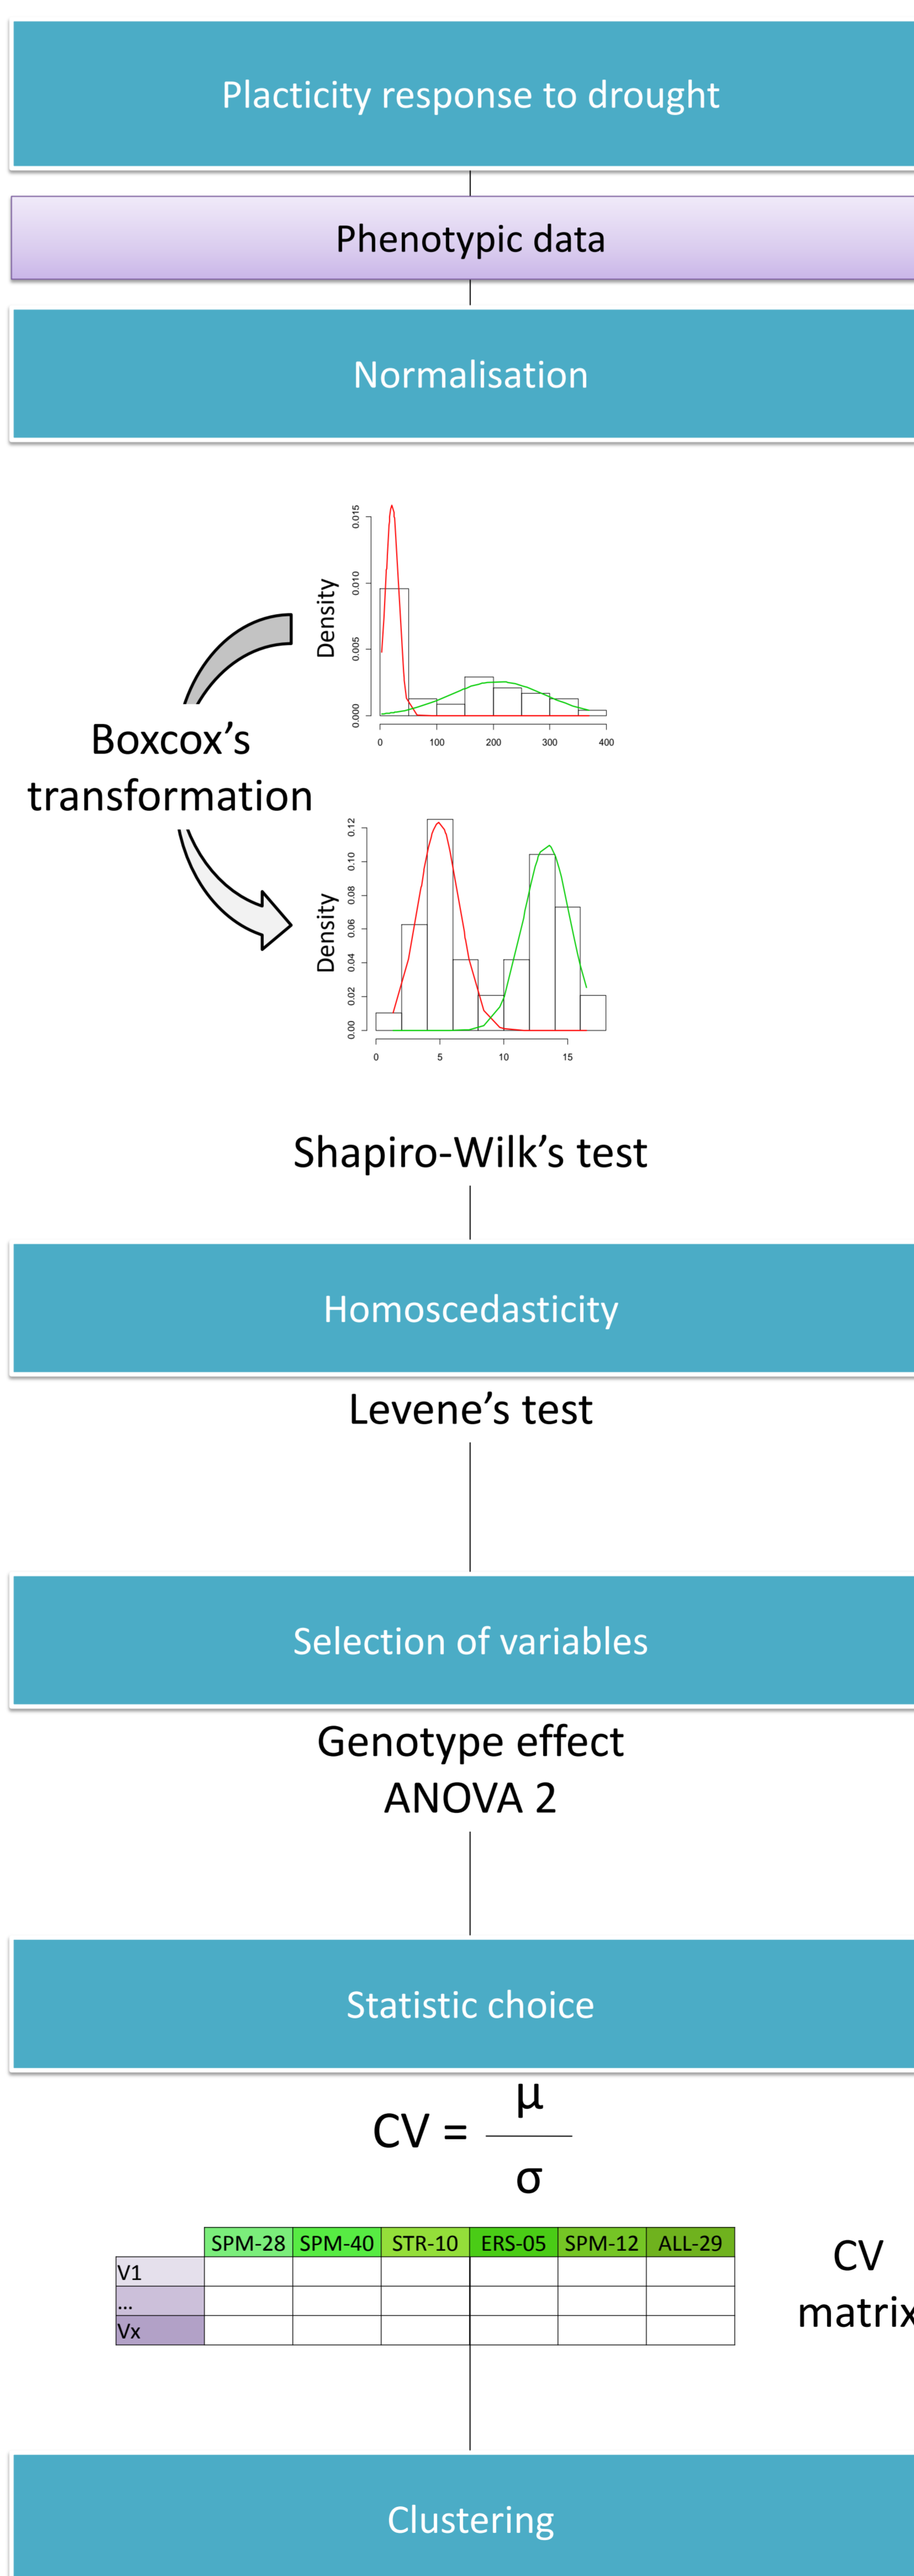 Placticity response to drought
Phenotypic data
Normalisation
0.015
0.010
0.005
0.000
Density
0
100
200
300
400
Boxcox's
transformation
0.12
0.10
0.08
0.06
0.04
0.02
0.00
Density
0
5
10
15
Shapiro-Wilk's test
Homoscedasticity
Levene's test
Selection of variables
Genotype effect
ANOVA 2
Statistic choice
CV = μ
σ
SPM-28 SPM-40 STR-10 ERS-05 SPM-12 ALL-29
V1
...
Vx
CV
matrix
Clustering